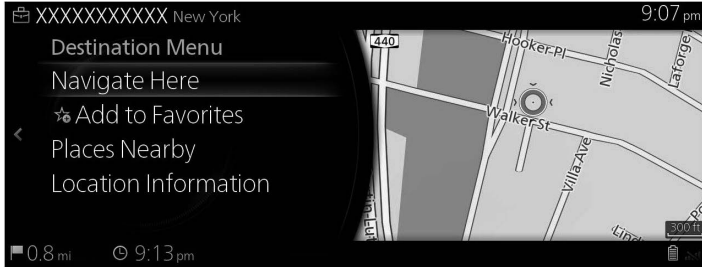 XXXXXXXXXXX New York
9:07 pm
Destination Menu
Navigate Here
Add to Favorites
Places Nearby
Location Information
0.8 mi
9:13 pm
440
Hooker-Pl
Nicholas
Laforge
Walker St
Villa-Ave
300 ft